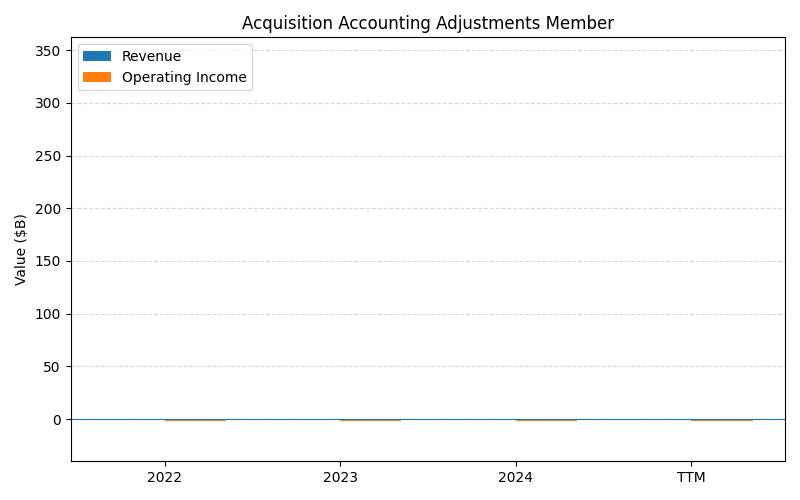 Acquisition Accounting Adjustments Member
Revenue
Operating Income
Value ($B)
350
300
250
200
150
100
50
0
2022
2023
2024
TTM